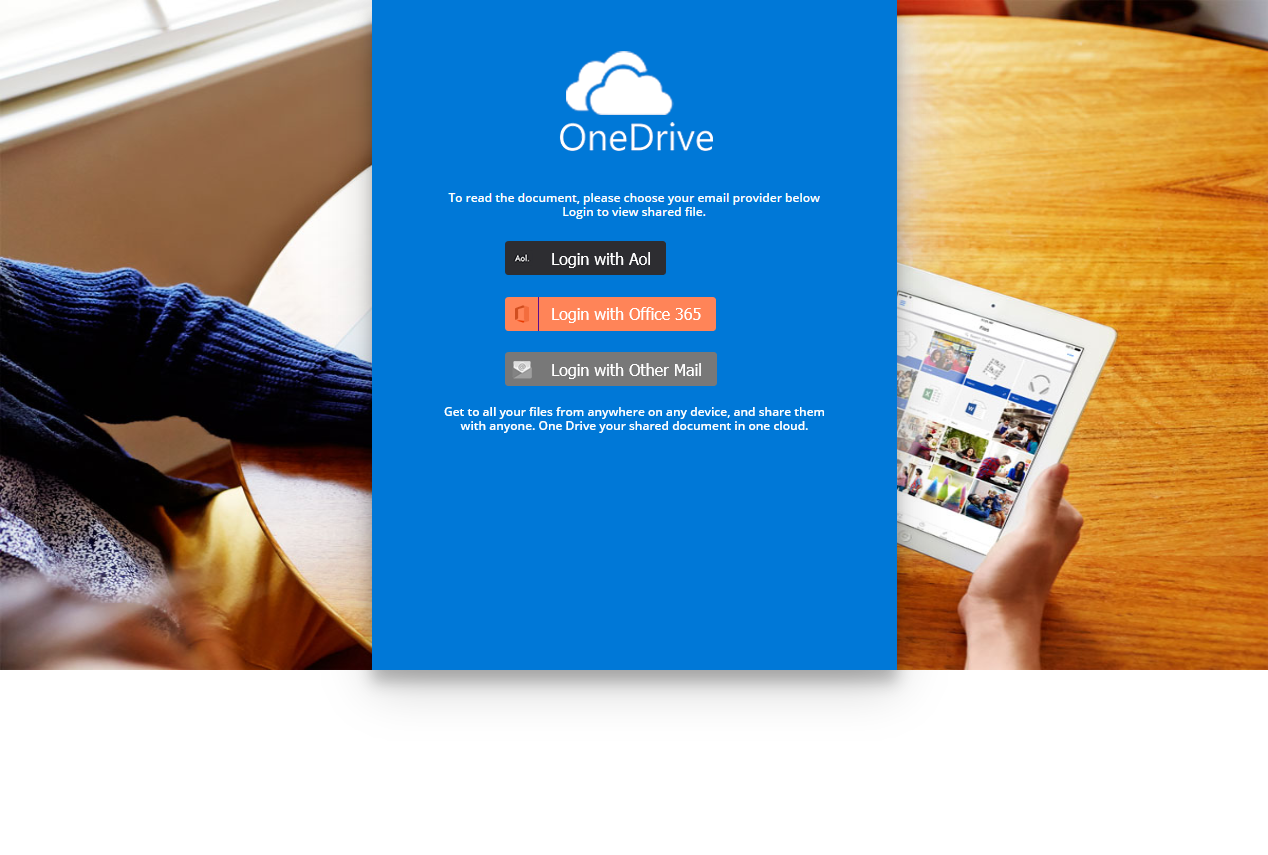 OneDrive
To read the document, please choose your email provider below
Login to view shared file.
Aol.
Login with Aol
Login with Office 365
Login with Other Mail
Get to all your files from anywhere on any device, and share them
with anyone. One Drive your shared document in one cloud.